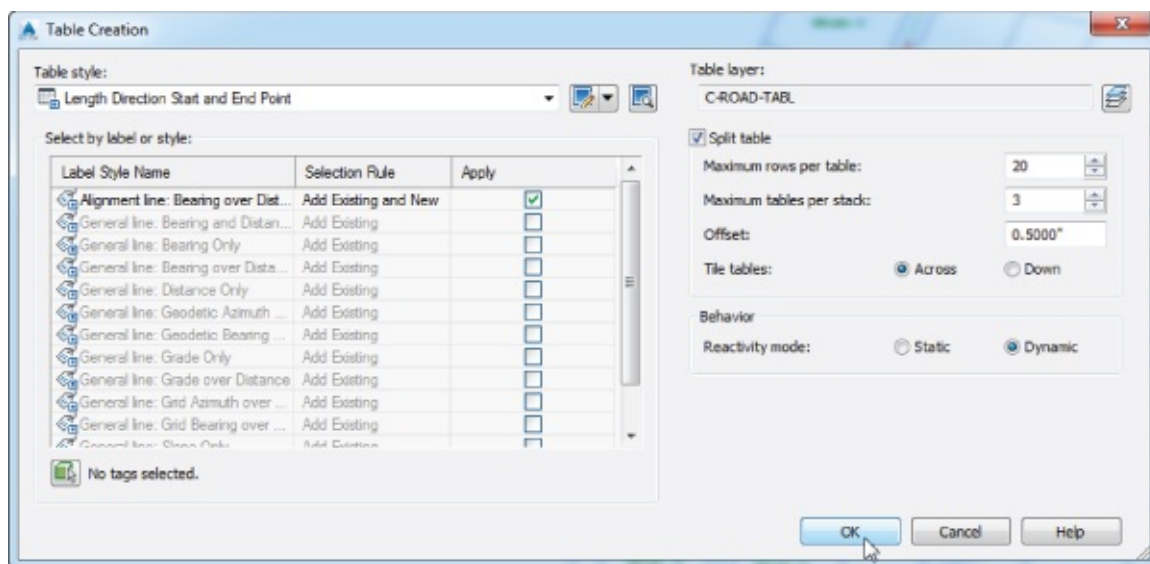 Table Creation
Table style:
Length Direction Start and End Point
Select by label or style:
Label Style Name Selection Rule Apply
Alignment line: Bearing over Dist... Add Existing and New
General line: Bearing and Distan... Add Existing
General line: Bearing Only Add Existing
General line: Bearing over Dista... Add Existing
General line: Distance Only Add Existing
General line: Geodetic Azimuth ... Add Existing
General line: Geodetic Bearing ... Add Existing
General line: Grade Only Add Existing
General line: Grade over Distance Add Existing
General line: Grid Azimuth over ... Add Existing
General line: Grid Bearing over ... Add Existing
General line: Slope Only Add Existing
No tags selected.
Table layer:
C-ROAD-TABL
Split table
Maximum rows per table: 20
Maximum tables per stack: 3
Offset: 0.5000"
Tile tables: Across Down
Behavior
Reactivity mode: Static Dynamic
OK Cancel Help